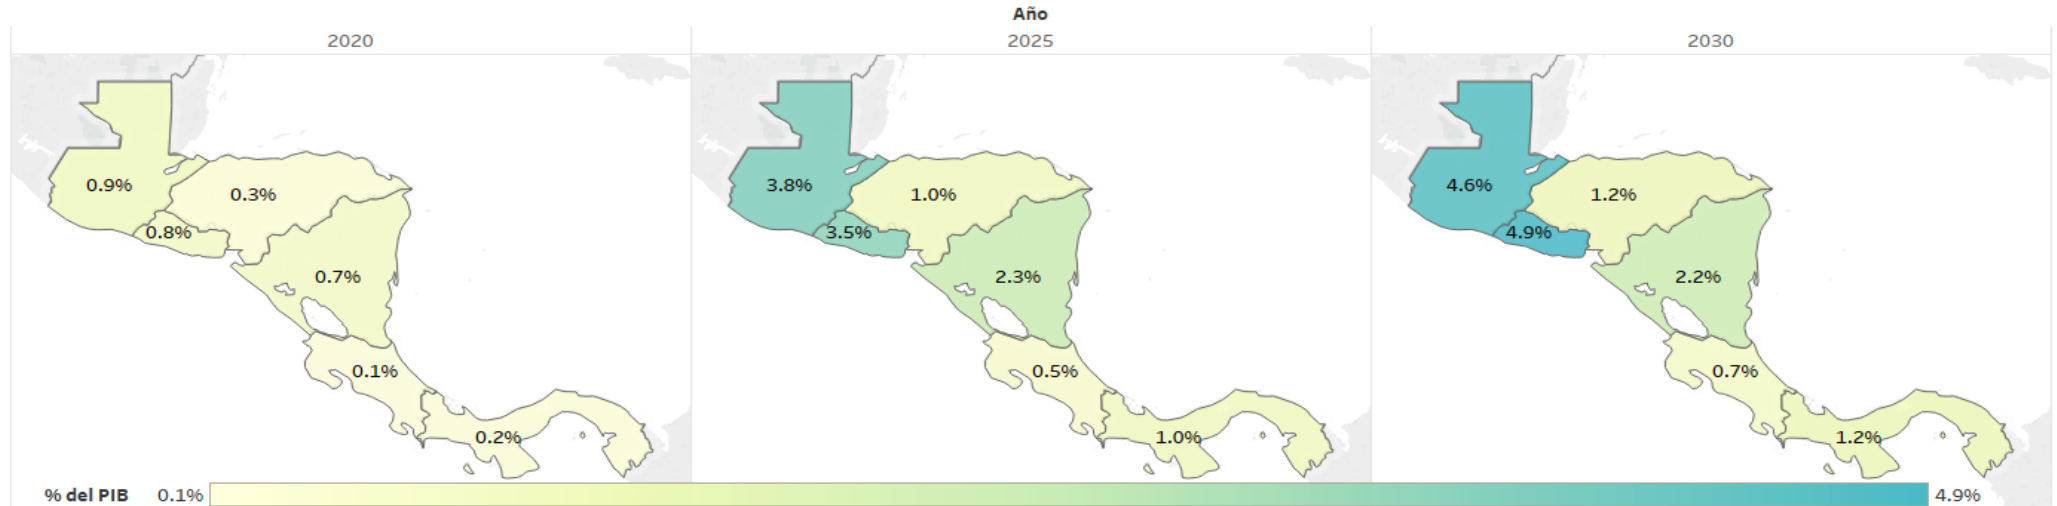 Año
2020 2025 2030
0.9% 0.3% 3.8% 1.0% 4.6% 1.2%
0.8% 3.5% 4.9%
0.7% 2.3% 2.2%
0.1% 0.5% 0.7%
0.2% 1.0% 1.2%
% del PIB 0.1% 4.9%